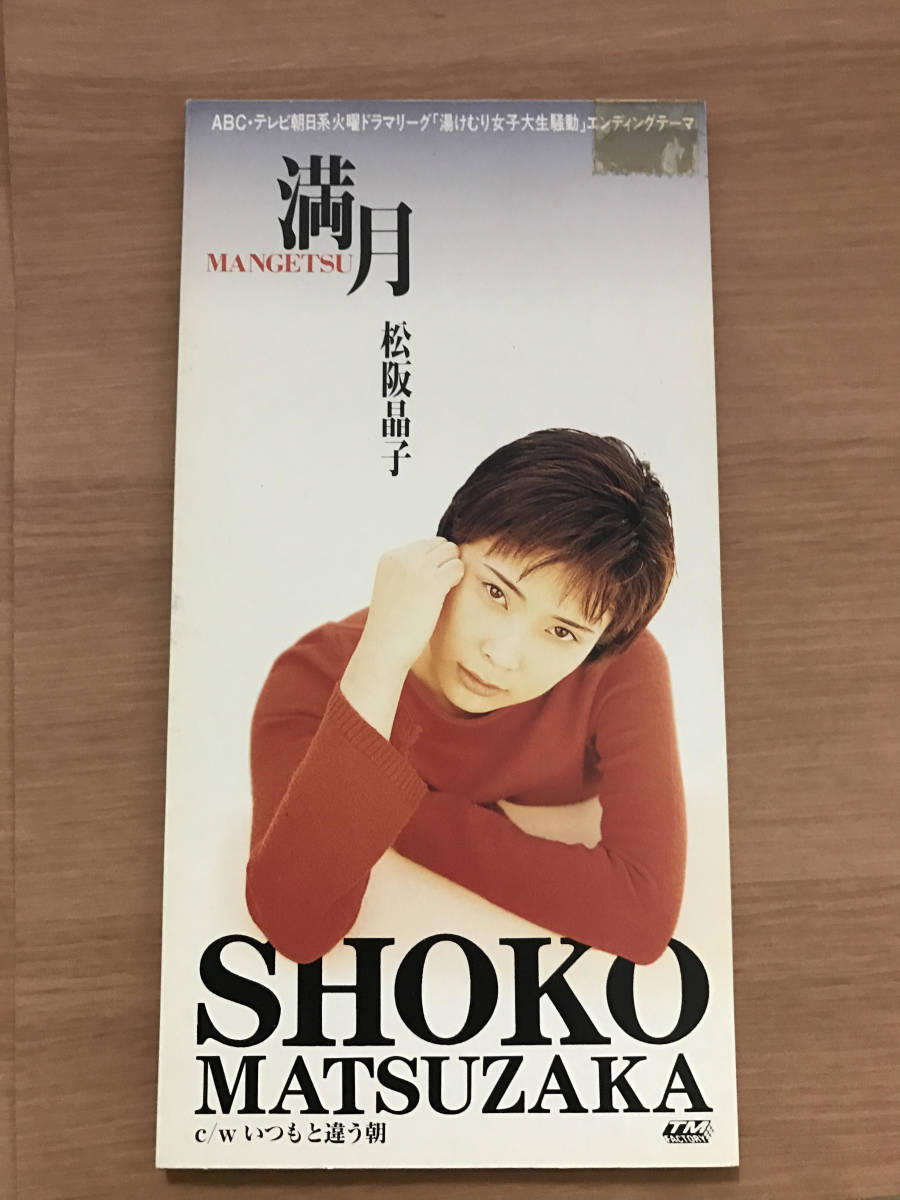 ABC・テレビ朝日系火曜ドラマリーグ「湯けむり女子大生騒動」エンディングテーマ
満月
MANGETSU
松阪晶子
SHOKO
MATSUZAKA
c/w いつもと違う朝
TM
FACTORY